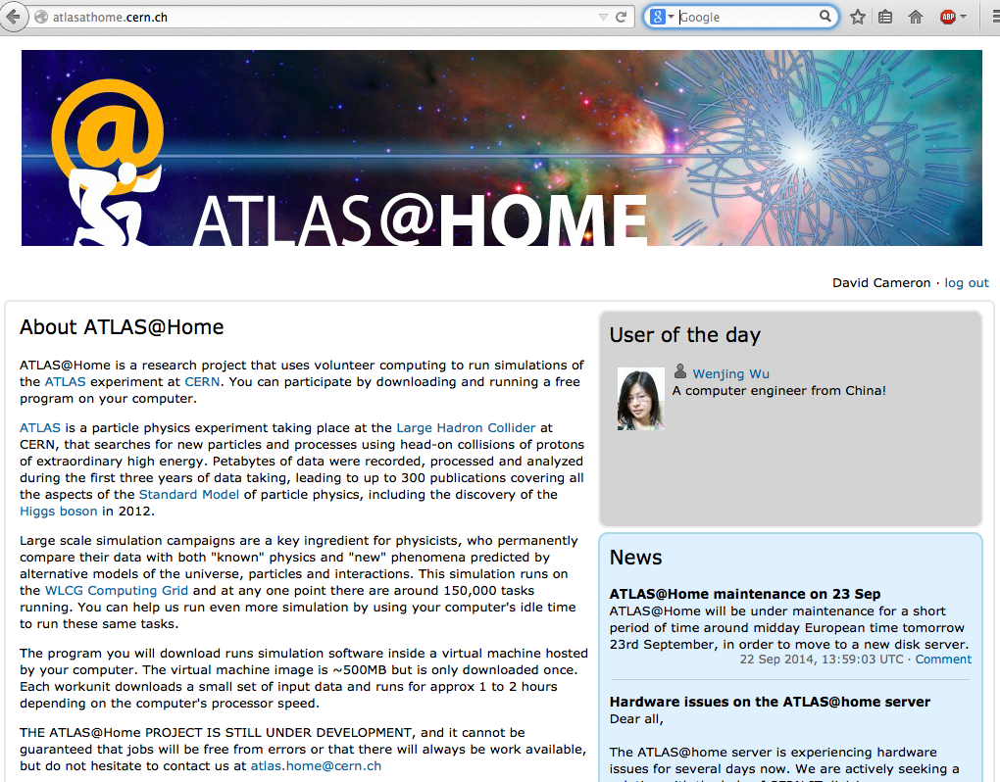 atlasathome.cern.ch
Google
ABP
@
ATLAS@HOME
David Cameron · log out
About ATLAS@Home
ATLAS@Home is a research project that uses volunteer computing to run simulations of
the ATLAS experiment at CERN. You can participate by downloading and running a free
program on your computer.
ATLAS is a particle physics experiment taking place at the Large Hadron Collider at
CERN, that searches for new particles and processes using head-on collisions of protons
of extraordinary high energy. Petabytes of data were recorded, processed and analyzed
during the first three years of data taking, leading to up to 300 publications covering all
the aspects of the Standard Model of particle physics, including the discovery of the
Higgs boson in 2012.
Large scale simulation campaigns are a key ingredient for physicists, who permanently
compare their data with both "known" physics and "new" phenomena predicted by
alternative models of the universe, particles and interactions. This simulation runs on
the WLCG Computing Grid and at any one point there are around 150,000 tasks
running. You can help us run even more simulation by using your computer's idle time
to run these same tasks.
The program you will download runs simulation software inside a virtual machine hosted
by your computer. The virtual machine image is ~500MB but is only downloaded once.
Each workunit downloads a small set of input data and runs for approx 1 to 2 hours
depending on the computer's processor speed.
THE ATLAS@Home PROJECT IS STILL UNDER DEVELOPMENT, and it cannot be
guaranteed that jobs will be free from errors or that there will always be work available,
but do not hesitate to contact us at atlas.home@cern.ch
User of the day
Wenjing Wu
A computer engineer from China!
News
ATLAS@Home maintenance on 23 Sep
ATLAS@Home will be under maintenance for a short
period of time around midday European time tomorrow
23rd September, in order to move to a new disk server.
22 Sep 2014, 13:59:03 UTC · Comment
Hardware issues on the ATLAS@home server
Dear all,
The ATLAS@home server is experiencing hardware
issues for several days now. We are actively seeking a